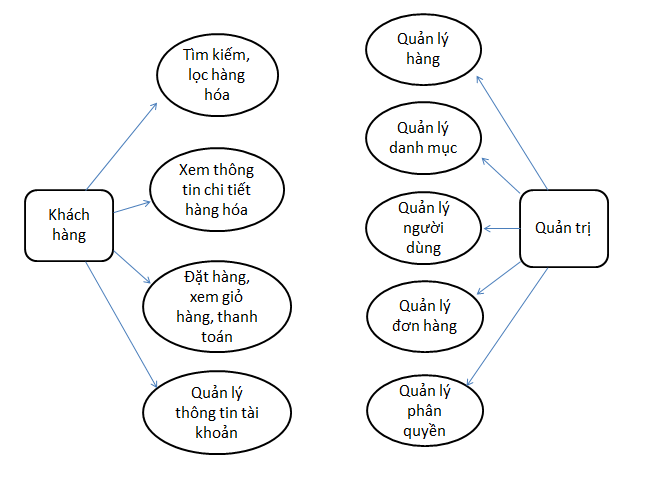 Khách
hàng
Tìm kiếm,
lọc hàng
hóa
Xem thông
tin chi tiết
hàng hóa
Đặt hàng,
xem giỏ
hàng, thanh
toán
Quản lý
thông tin tài
khoản
Quản lý
hàng
Quản lý
danh mục
Quản lý
người
dùng
Quản lý
đơn hàng
Quản lý
phân
quyền
Quản trị